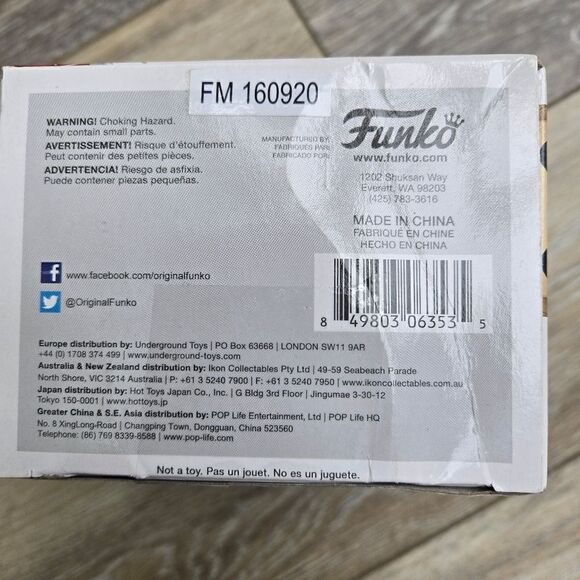 FM 160920
WARNING! Choking Hazard.
May contain small parts.
AVERTISSEMENT! Risque d'étouffement.
Peut contenir des petites pièces.
ADVERTENCIA! Riesgo de asfixia.
Puede contener piezas pequeñas.
MANUFACTURED BY:
FABRIQUÉS PAR:
FABRICADO POR:
Funko
www.funko.com
1202 Shuksan Way
Everett, WA 98203
(425) 783-3616
MADE IN CHINA
FABRIQUÉ EN CHINE
HECHO EN CHINA
www.facebook.com/originalfunko
@OriginalFunko
8 49803 06353 5
Europe distribution by: Underground Toys | PO Box 63668 | LONDON SW11 9AR
+44 (0) 1708 374 499 | www.underground-toys.com
Australia & New Zealand distribution by: Ikon Collectables Pty Ltd | 49-59 Seabeach Parade
North Shore, VIC 3214 Australia | P: +61 3 5240 7900 | F: +61 3 5240 7950 | www.ikoncollectables.com.au
Japan distribution by: Hot Toys Japan Co., Inc. | G Bldg 3rd Floor | Jingumae 3-30-12
Tokyo 150-0001 | www.hottoys.jp
Greater China & S.E. Asia distribution by: POP Life Entertainment, Ltd | POP Life HQ
No. 8 XingLong-Road | Changping Town, Dongguan, China 523560
Telephone: (86) 769 8339-8588 | www.pop-life.com
Not a toy. Pas un jouet. No es un juguete.